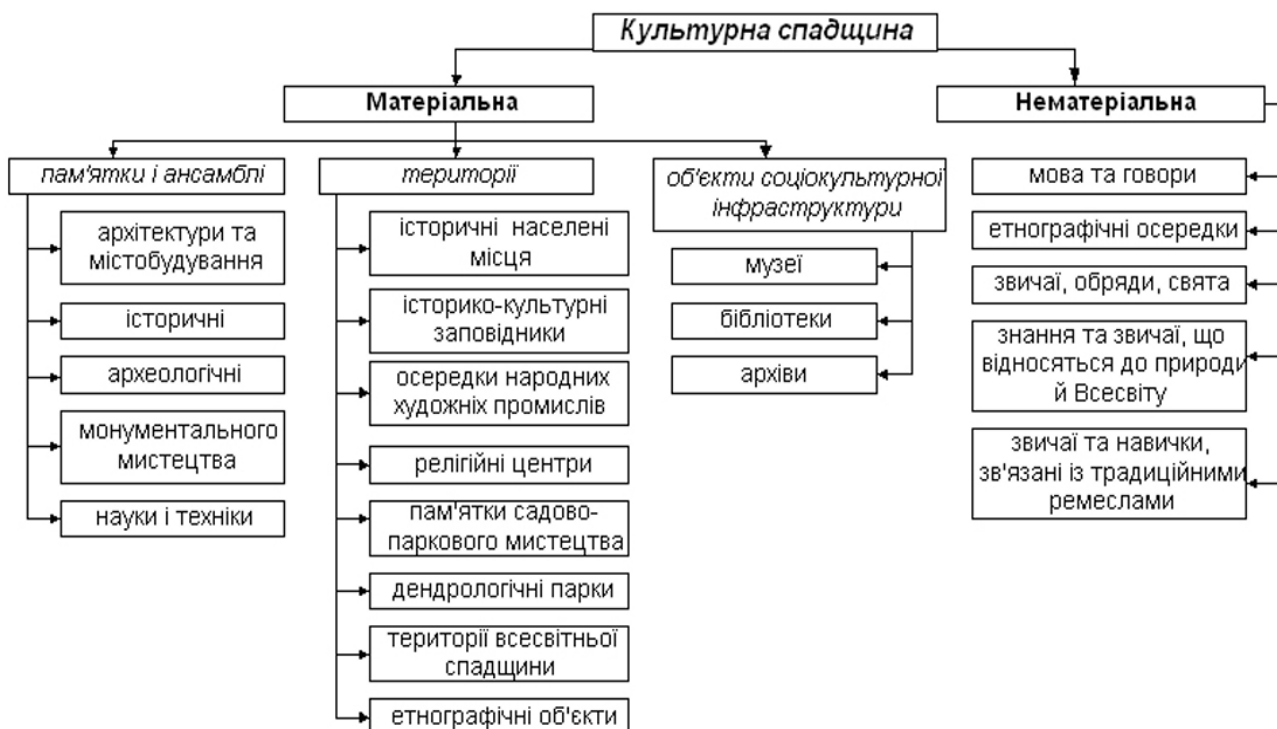 Культурна спадщина
Матеріальна
Нематеріальна
пам'ятки і ансамблі
архітектури та
містобудування
історичні
археологічні
монументального
мистецтва
науки і техніки
території
історичні населені
місця
історико-культурні
заповідники
осередки народних
художніх промислів
релігійні центри
пам'ятки садово-
паркового мистецтва
дендрологічні парки
території всесвітньої
спадщини
етнографічні об'єкти
об'єкти соціокультурної
інфраструктури
музеї
бібліотеки
архіви
мова та говори
етнографічні осередки
звичаї, обряди, свята
знання та звичаї, що
відносяться до природи
й Всесвіту
звичаї та навички,
зв'язані із традиційними
ремеслами